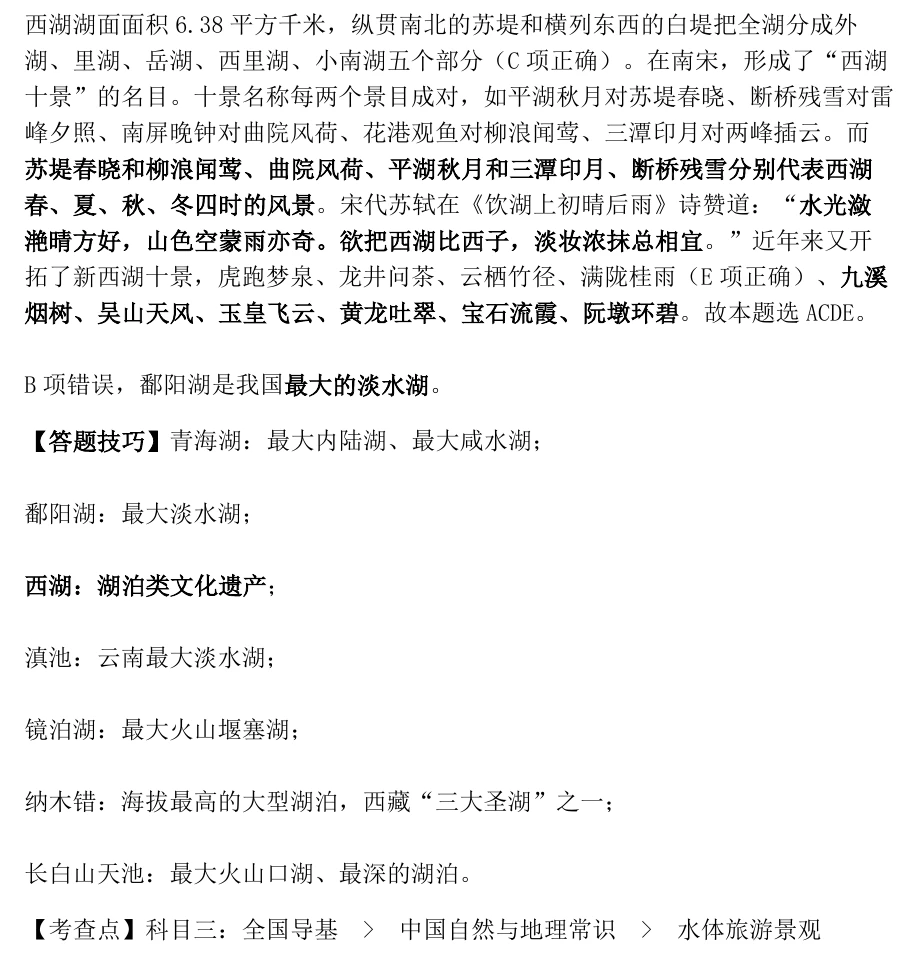 西湖湖面面积 6.38 平方千米，纵贯南北的苏堤和横列东西的白堤把全湖分成外
湖、里湖、岳湖、西里湖、小南湖五个部分（C 项正确）。在南宋，形成了“西湖
十景”的名目。十景名称每两个景目成对，如平湖秋月对苏堤春晓、断桥残雪对雷
峰夕照、南屏晚钟对曲院风荷、花港观鱼对柳浪闻莺、三潭印月对两峰插云。而
苏堤春晓和柳浪闻莺、曲院风荷、平湖秋月和三潭印月、断桥残雪分别代表西湖
春、夏、秋、冬四时的风景。宋代苏轼在《饮湖上初晴后雨》诗赞道：“水光潋
滟晴方好，山色空蒙雨亦奇。欲把西湖比西子，淡妆浓抹总相宜。”近年来又开
拓了新西湖十景，虎跑梦泉、龙井问茶、云栖竹径、满陇桂雨（E 项正确）、九溪
烟树、吴山天风、玉皇飞云、黄龙吐翠、宝石流霞、阮墩环碧。故本题选 ACDE。
B 项错误，鄱阳湖是我国最大的淡水湖。
【答题技巧】青海湖：最大内陆湖、最大咸水湖；
鄱阳湖：最大淡水湖；
西湖：湖泊类文化遗产；
滇池：云南最大淡水湖；
镜泊湖：最大火山堰塞湖；
纳木错：海拔最高的大型湖泊，西藏“三大圣湖”之一；
长白山天池：最大火山口湖、最深的湖泊。
【考查点】科目三：全国导基 > 中国自然与地理常识 > 水体旅游景观